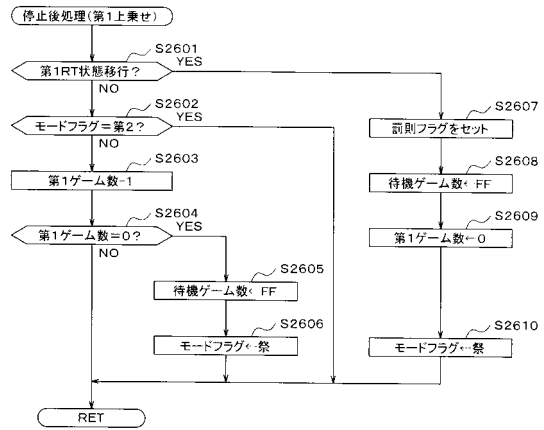 停止後処理(第1上乗せ)
S2601
第1RT状態移行?
YES
NO
S2602
モードフラグ=第2?
YES
NO
S2603
第1ゲーム数-1
S2604
第1ゲーム数=0?
YES
NO
S2605
待機ゲーム数←FF
S2606
モードフラグ←祭
S2607
罰則フラグをセット
S2608
待機ゲーム数←FF
S2609
第1ゲーム数←0
S2610
モードフラグ←祭
RET